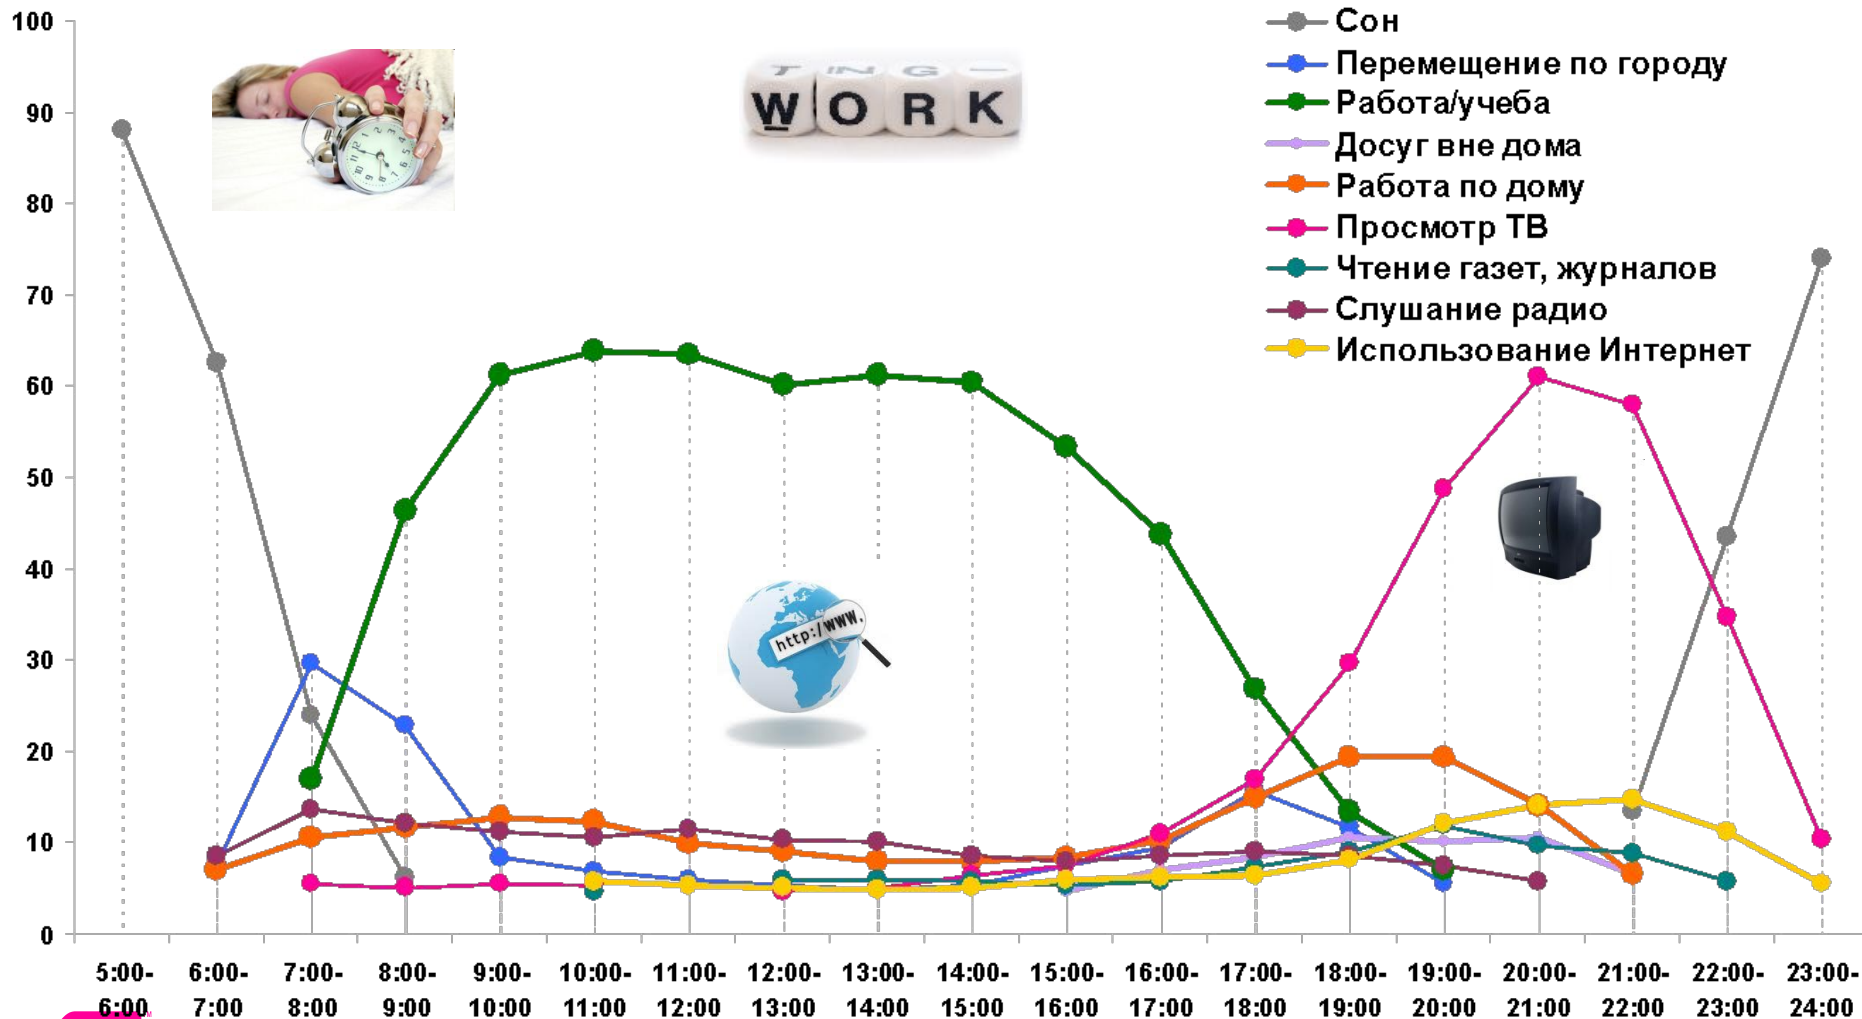 100
90
80
70
60
50
40
30
20
10
0
Сон
Перемещение по городу
Работа/учеба
Досуг вне дома
Работа по дому
Просмотр ТВ
Чтение газет, журналов
Слушание радио
Использование Интернет
WORK
http:/www.
5:00- 6:00- 7:00- 8:00- 9:00- 10:00- 11:00- 12:00- 13:00- 14:00- 15:00- 16:00- 17:00- 18:00- 19:00- 20:00- 21:00- 22:00- 23:00-
6:00 7:00 8:00 9:00 10:00 11:00 12:00 13:00 14:00 15:00 16:00 17:00 18:00 19:00 20:00 21:00 22:00 23:00 24:00